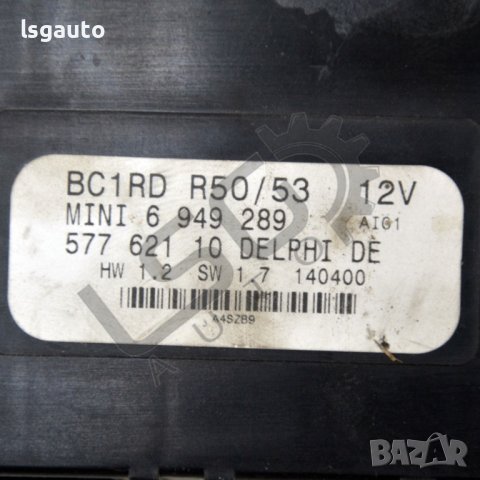 lsgauto
BC1RD R50/53 12V
MINI 6 949 289 AI01
577 621 10 DELPHI DE
HW 1.2 SW 1.7 140400
A4SZB9
BAZAR